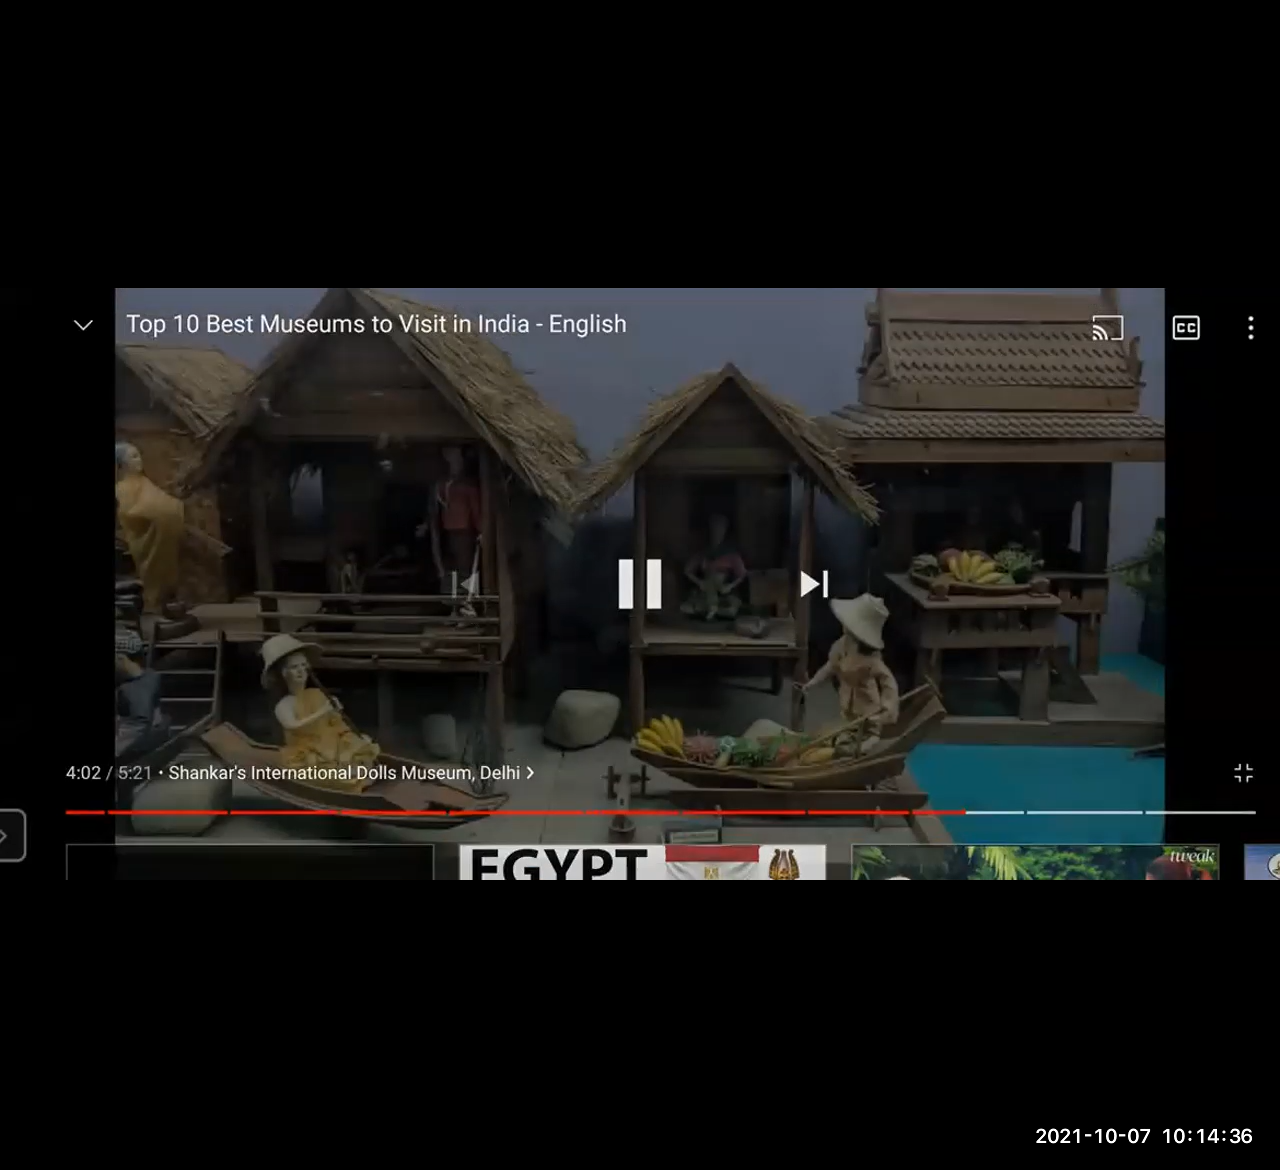 Top 10 Best Museums to Visit in India - English
CC
4:02 / 5:21 • Shankar's International Dolls Museum, Delhi
EGYPT
tweak
2021-10-07 10:14:36